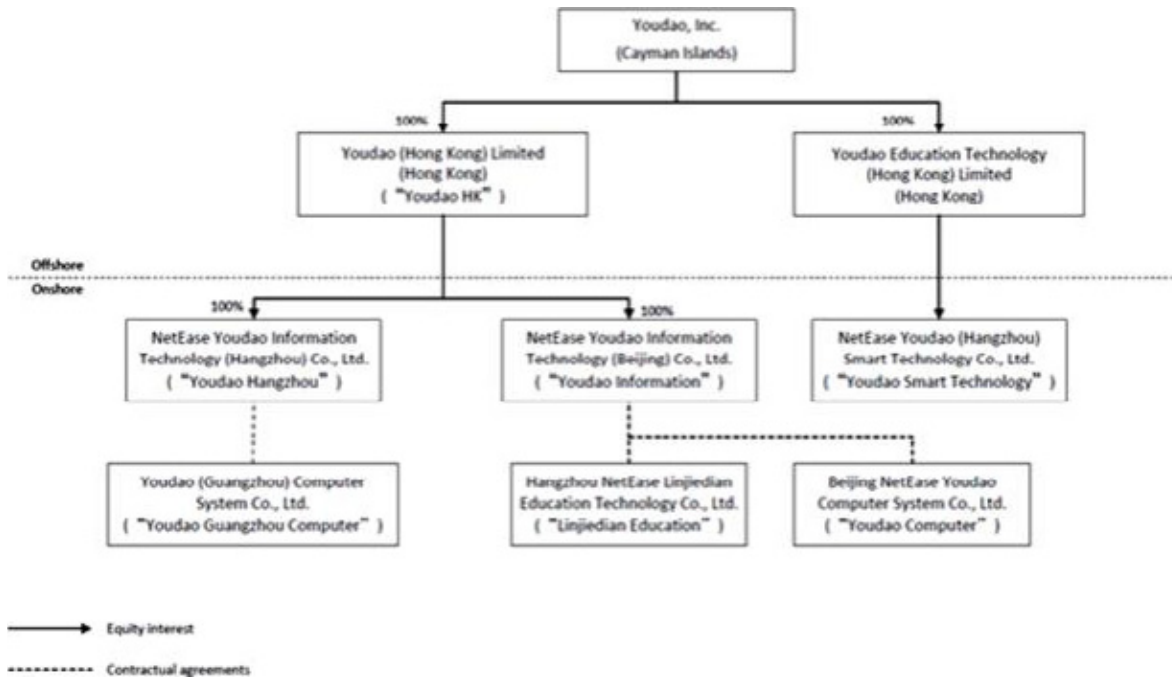 Youdao, Inc.
(Cayman Islands)
100%
100%
Youdao (Hong Kong) Limited
(Hong Kong)
( "Youdao HK" )
Youdao Education Technology
(Hong Kong) Limited
(Hong Kong)
Offshore
Onshore
100%
100%
NetEase Youdao Information
Technology (Hangzhou) Co., Ltd.
( "Youdao Hangzhou" )
NetEase Youdao Information
Technology (Beijing) Co., Ltd.
( "Youdao Information" )
NetEase Youdao (Hangzhou)
Smart Technology Co., Ltd.
( "Youdao Smart Technology" )
Youdao (Guangzhou) Computer
System Co., Ltd.
( "Youdao Guangzhou Computer" )
Hangzhou NetEase Linjiedian
Education Technology Co., Ltd.
( "Linjiedian Education" )
Beijing NetEase Youdao
Computer System Co., Ltd.
( "Youdao Computer" )
Equity interest
Contractual agreements